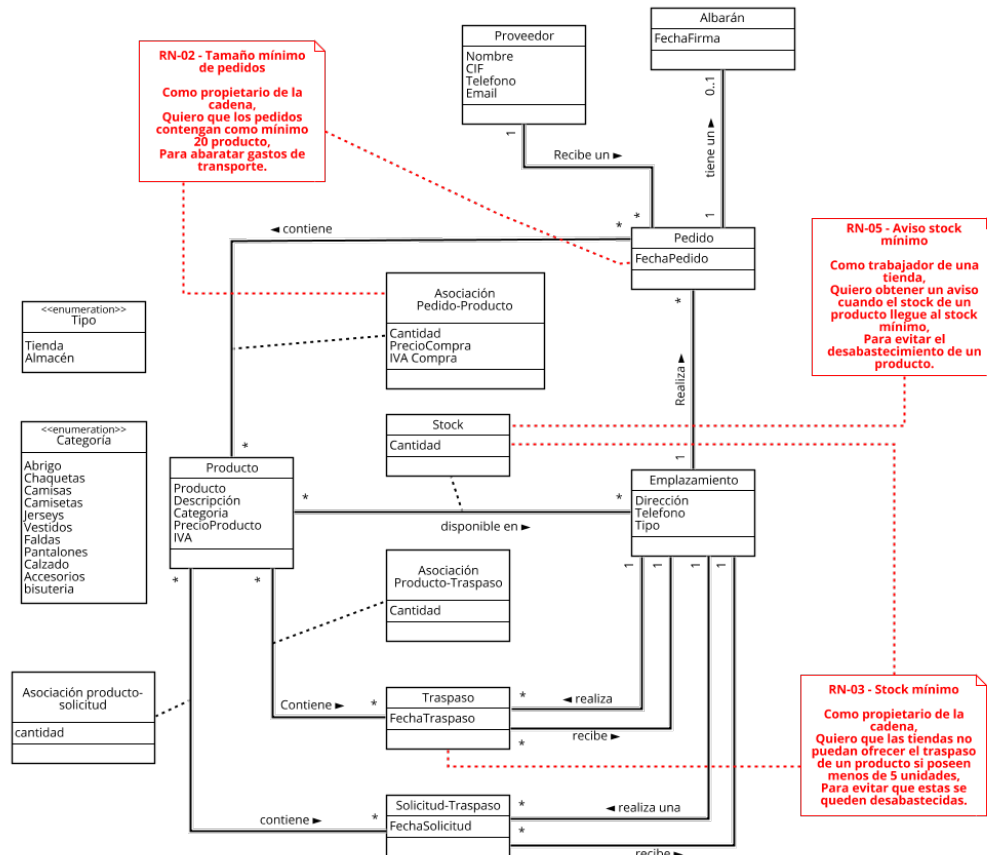 Proveedor
Nombre
CIF
Telefono
Email
Albarán
FechaFirma
RN-02 - Tamaño mínimo
de pedidos
Como propietario de la
cadena,
Quiero que los pedidos
contengan como mínimo
20 producto,
Para abaratar gastos de
transporte.
1
0..1
Recibe un ►
tiene un ►
*
*
1
◄ contiene
Pedido
FechaPedido
*
RN-05 - Aviso stock
mínimo
Como trabajador de una
tienda,
Quiero obtener un aviso
cuando el stock de un
producto llegue al stock
mínimo,
Para evitar el
desabastecimiento de un
producto.
Asociación
Pedido-Producto
Cantidad
PrecioCompra
IVA Compra
<<enumeration>>
Tipo
Tienda
Almacén
Realiza ►
<<enumeration>>
Categoría
Abrigo
Chaquetas
Camisas
Camisetas
Jerseys
Vestidos
Faldas
Pantalones
Calzado
Accesorios
bisuteria
Stock
Cantidad
*
1
Producto
Producto
Descripción
Categoria
PrecioProducto
IVA
*
*
disponible en ►
Emplazamiento
Dirección
Telefono
Tipo
Asociación
Producto-Traspaso
Cantidad
*
*
1
1
1
1
Asociación producto-
solicitud
cantidad
Contiene ►
*
Traspaso
FechaTraspaso
*
◄ realiza
recibe ►
*
RN-03 - Stock mínimo
Como propietario de la
cadena,
Quiero que las tiendas no
puedan ofrecer el traspaso
de un producto si poseen
menos de 5 unidades,
Para evitar que estas se
queden desabastecidas.
contiene ►
*
Solicitud-Traspaso
FechaSolicitud
*
◄ realiza una
*
recibe ►